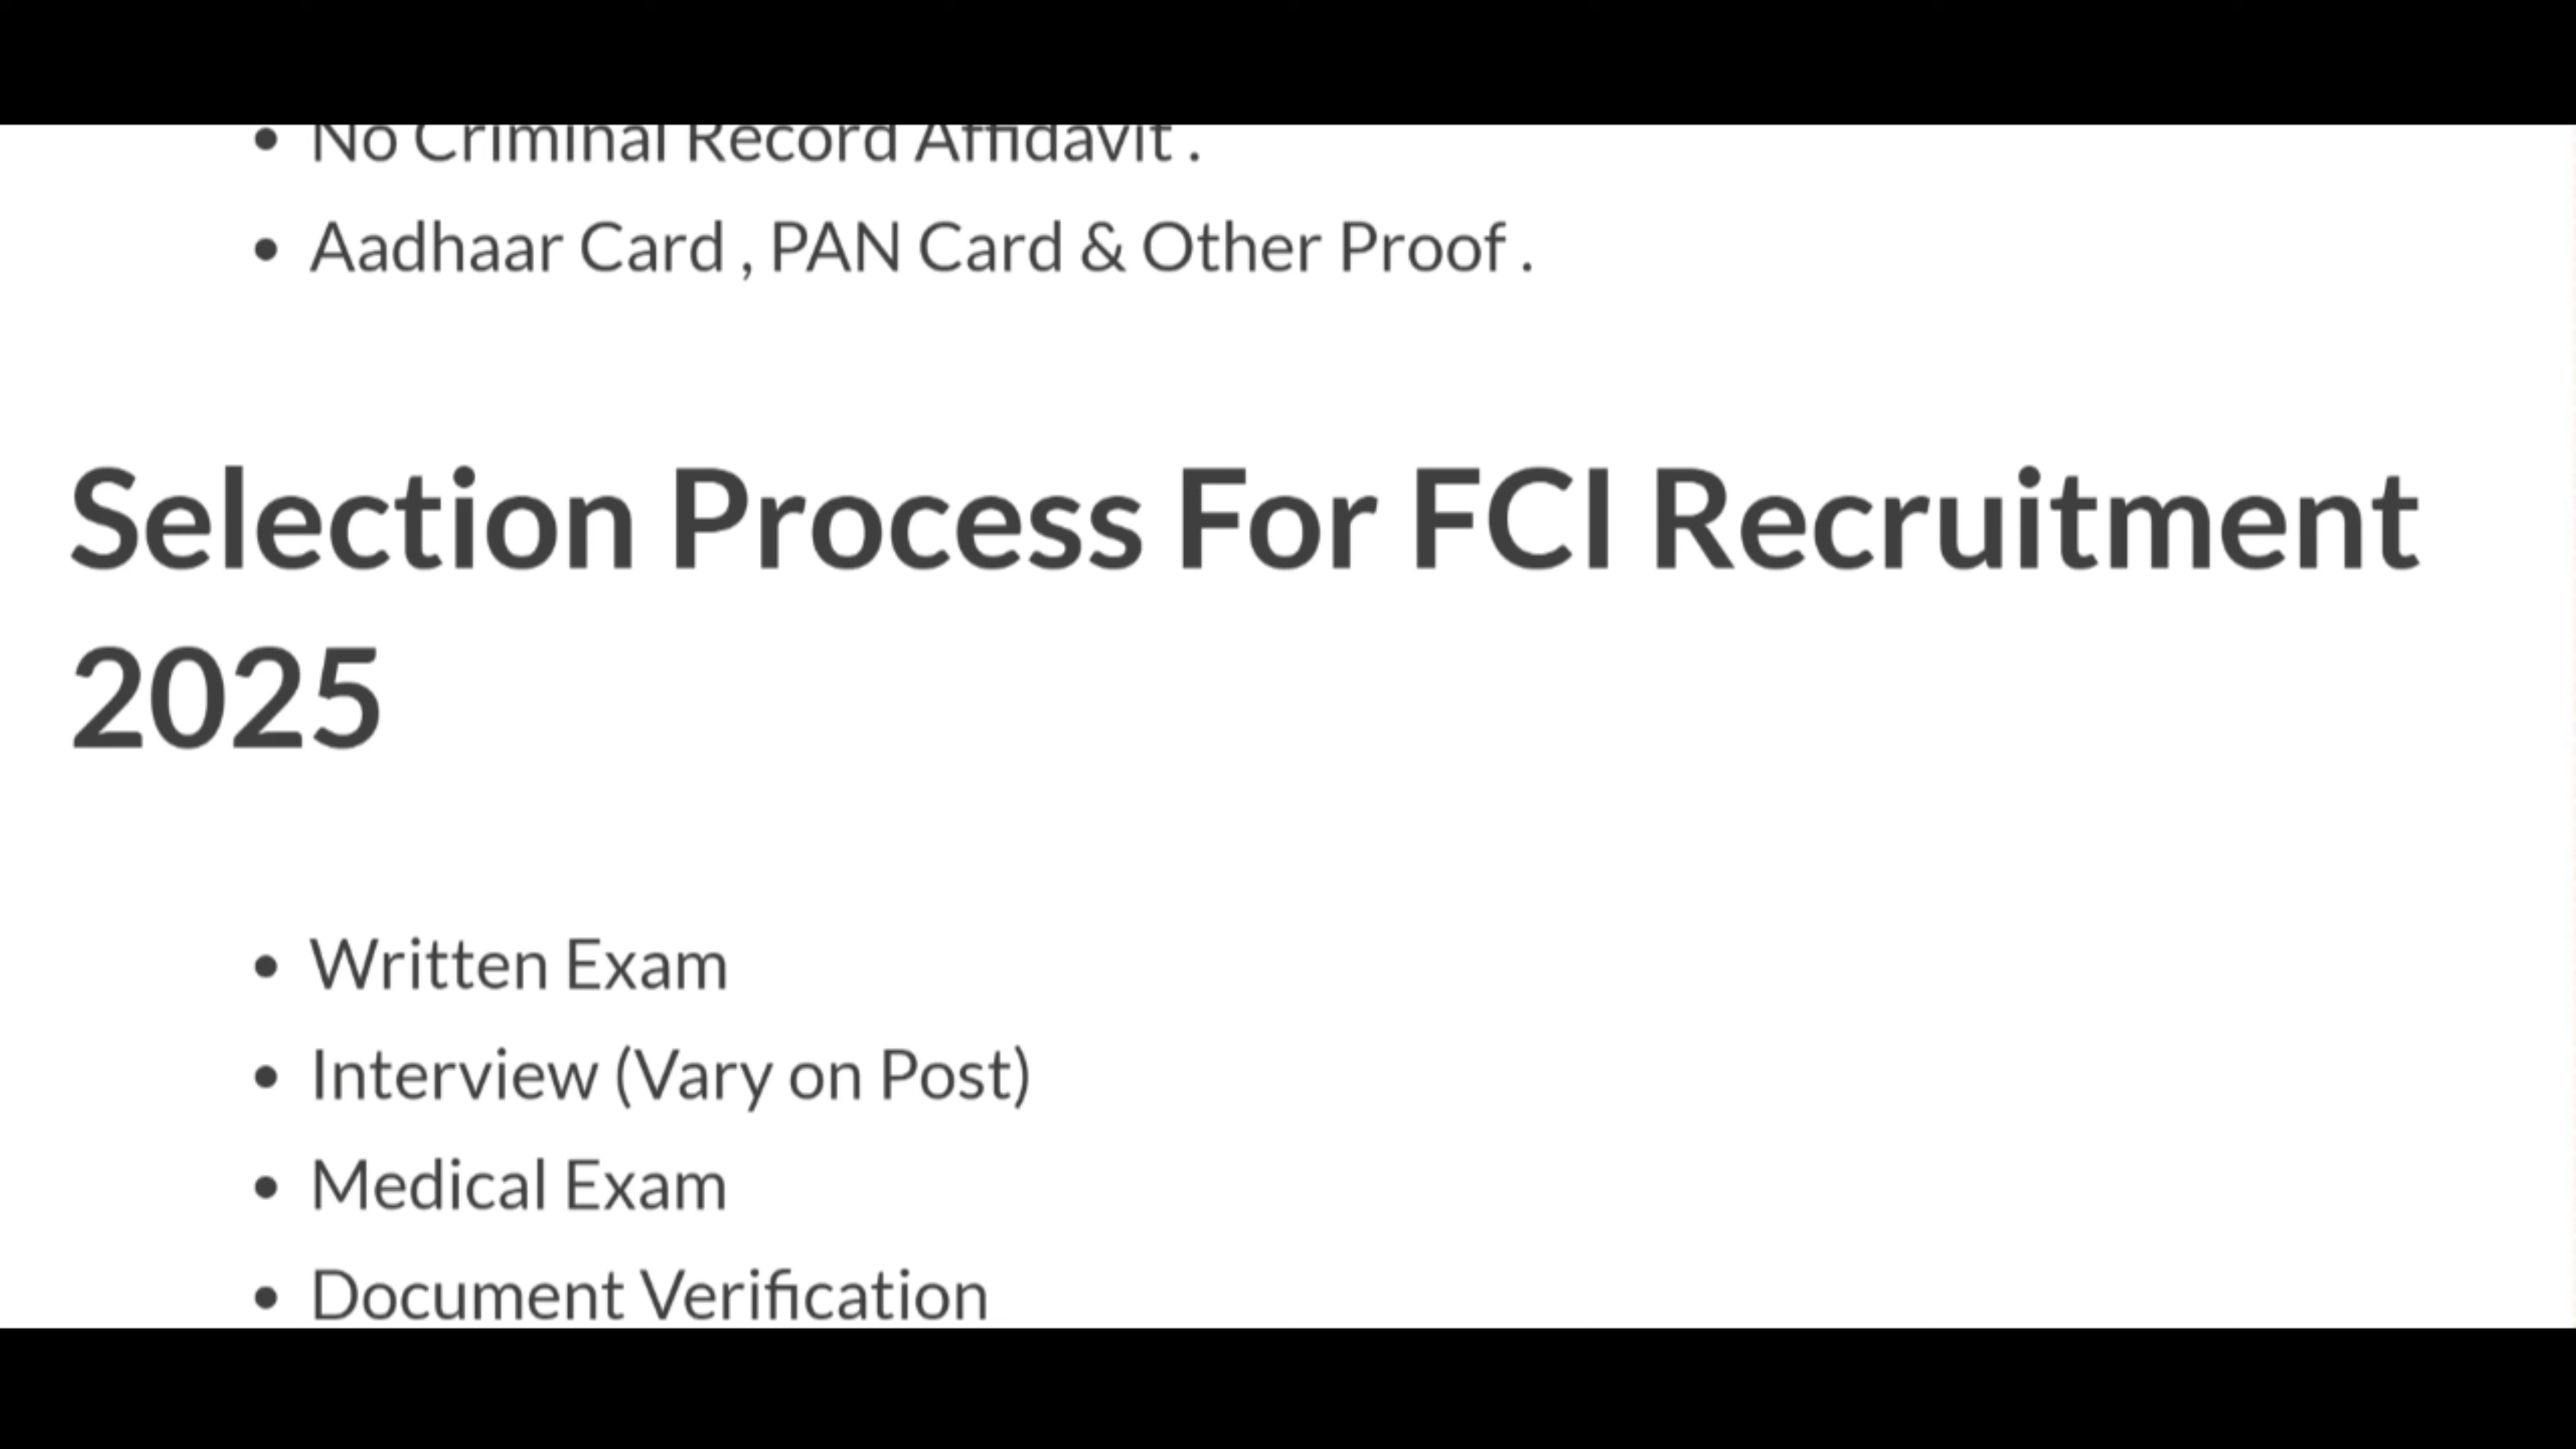 • No Criminal Record Affidavit .
• Aadhaar Card , PAN Card & Other Proof .
Selection Process For FCI Recruitment
2025
• Written Exam
• Interview (Vary on Post)
• Medical Exam
• Document Verification